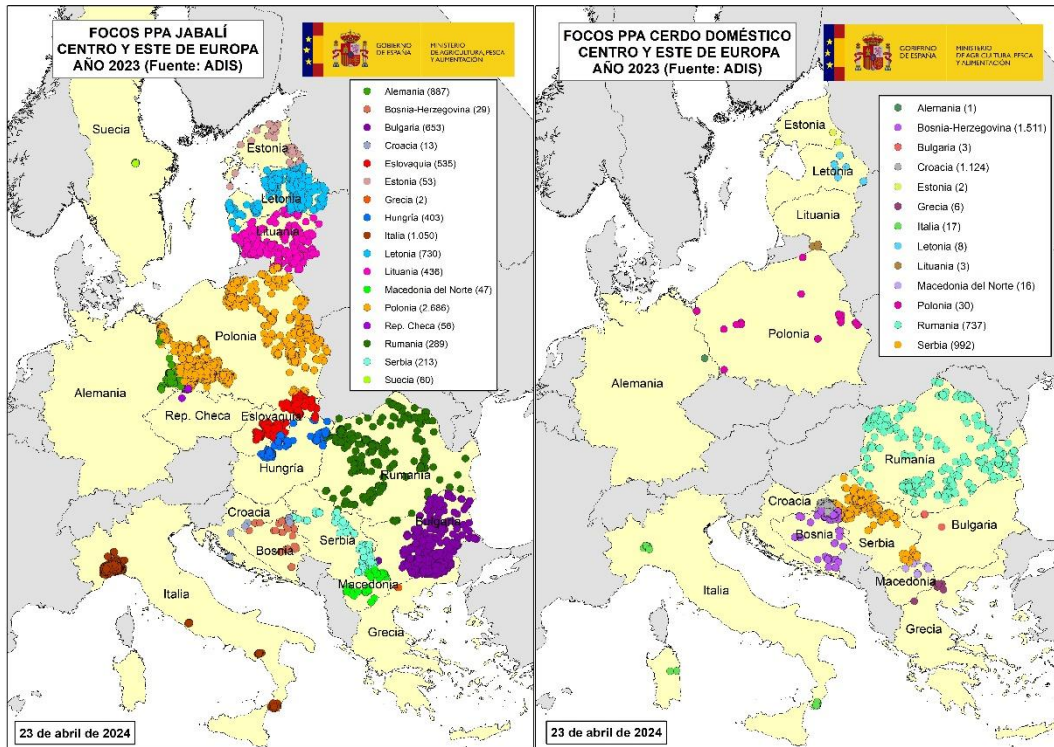 FOCOS PPA JABALÍ
CENTRO Y ESTE DE EUROPA
AÑO 2023 (Fuente: ADIS)
GOBIERNO
DE ESPAÑA
MINISTERIO
DE AGRICULTURA, PESCA
Y ALIMENTACIÓN
Alemania (887)
Bosnia-Herzegovina (29)
Bulgaria (653)
Croacia (13)
Eslovaquia (535)
Estonia (53)
Grecia (2)
Hungría (403)
Italia (1.050)
Letonia (730)
Lituania (436)
Macedonia del Norte (47)
Polonia (2.686)
Rep. Checa (56)
Rumania (289)
Serbia (213)
Suecia (60)
Suecia
Estonia
Letonia
Lituania
Polonia
Alemania
Rep. Checa
Eslovaquia
Hungría
Rumania
Croacia
Bosnia
Serbia
Bulgaria
Macedonia
Italia
Grecia
23 de abril de 2024
FOCOS PPA CERDO DOMÉSTICO
CENTRO Y ESTE DE EUROPA
AÑO 2023 (Fuente: ADIS)
GOBIERNO
DE ESPAÑA
MINISTERIO
DE AGRICULTURA, PESCA
Y ALIMENTACIÓN
Alemania (1)
Bosnia-Herzegovina (1.511)
Bulgaria (3)
Croacia (1.124)
Estonia (2)
Grecia (6)
Italia (17)
Letonia (8)
Lituania (3)
Macedonia del Norte (16)
Polonia (30)
Rumania (737)
Serbia (992)
Estonia
Letonia
Lituania
Polonia
Alemania
Rumanía
Croacia
Bosnia
Serbia
Bulgaria
Macedonia
Italia
Grecia
23 de abril de 2024